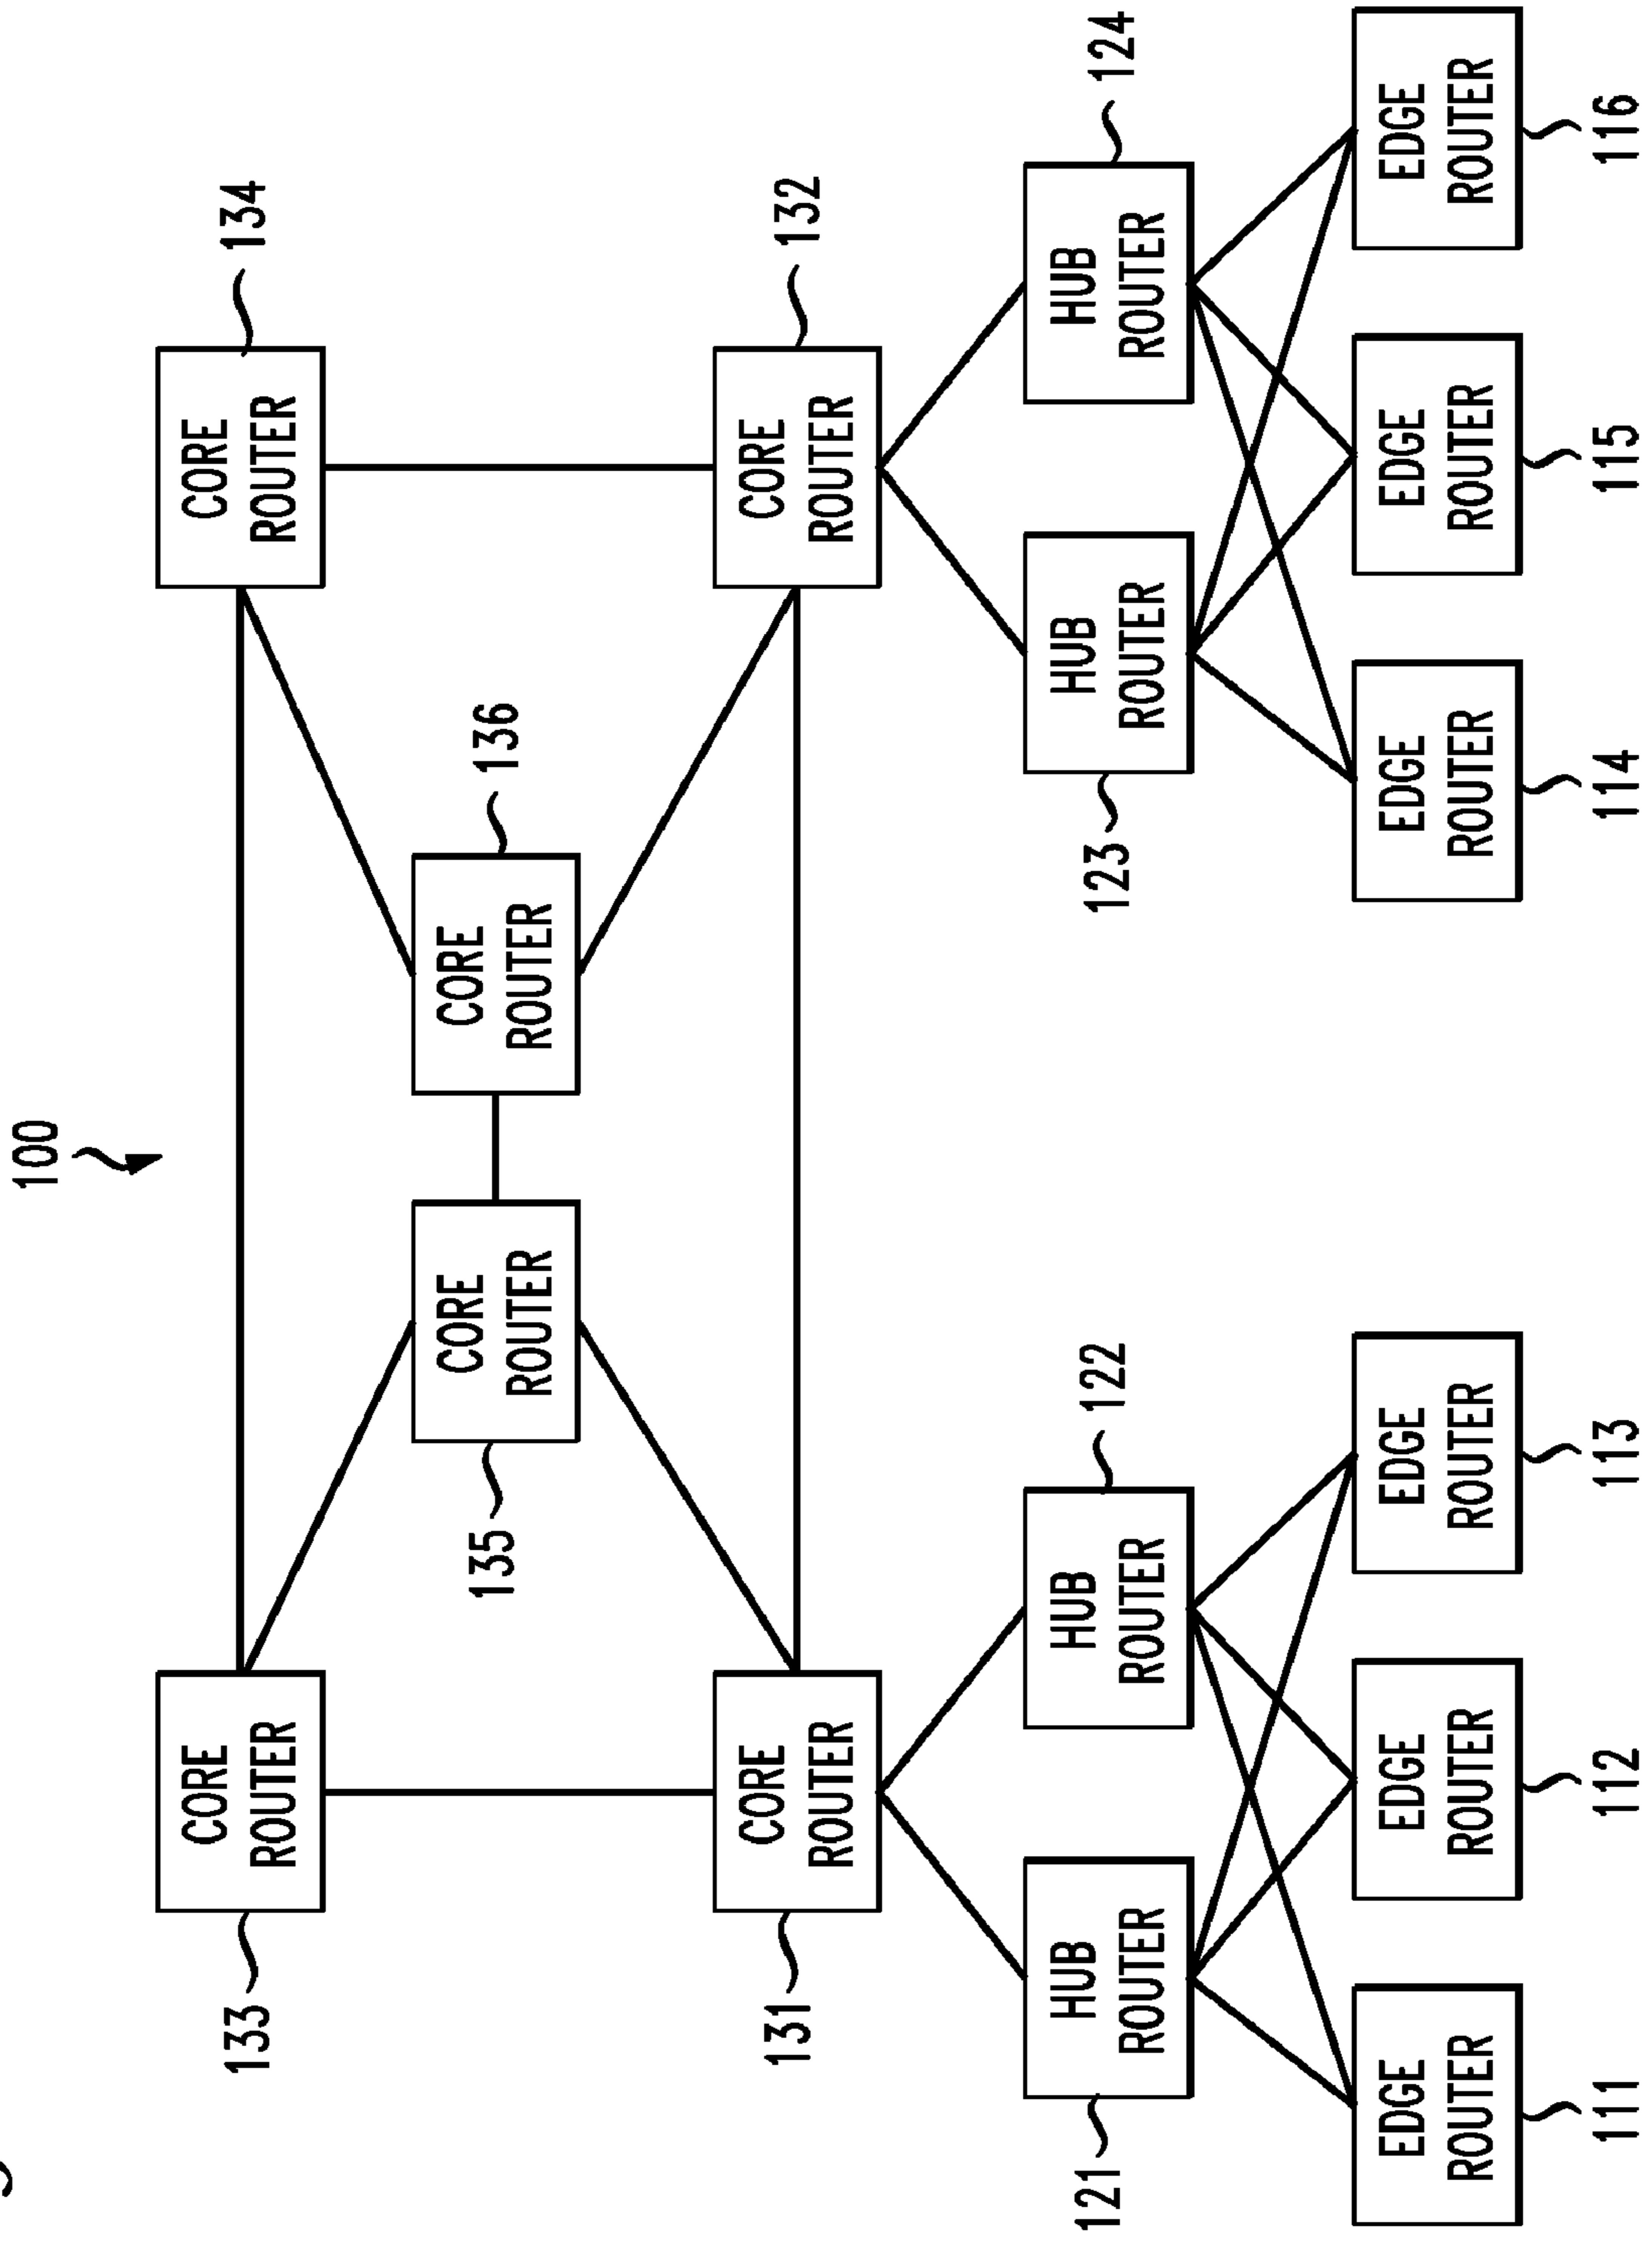 100
133
CORE
ROUTER
CORE
ROUTER
134
135
CORE
ROUTER
CORE
ROUTER
136
131
CORE
ROUTER
CORE
ROUTER
132
121
HUB
ROUTER
HUB
ROUTER
122
123
HUB
ROUTER
HUB
ROUTER
124
EDGE
ROUTER
EDGE
ROUTER
EDGE
ROUTER
EDGE
ROUTER
EDGE
ROUTER
EDGE
ROUTER
111
112
113
114
115
116